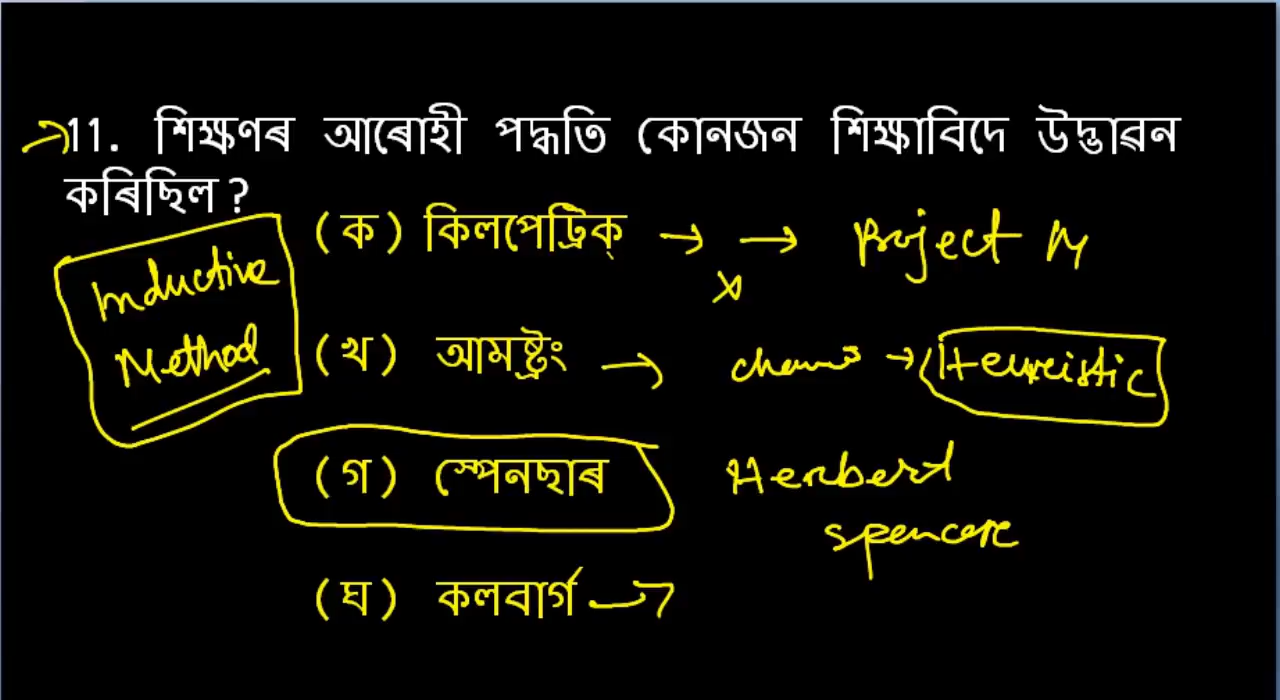 11. শিক্ষণৰ আৰোহী পদ্ধতি কোনজন শিক্ষাবিদে উদ্ভাৱন
কৰিছিল ?
(ক) কিলপেট্ৰিক্ → x → Project M
Inductive
Method
(খ) আমষ্ট্ৰং → → Heureistic
(গ) স্পেনছাৰ Herbert
spencere
(ঘ) কলবাৰ্গ →